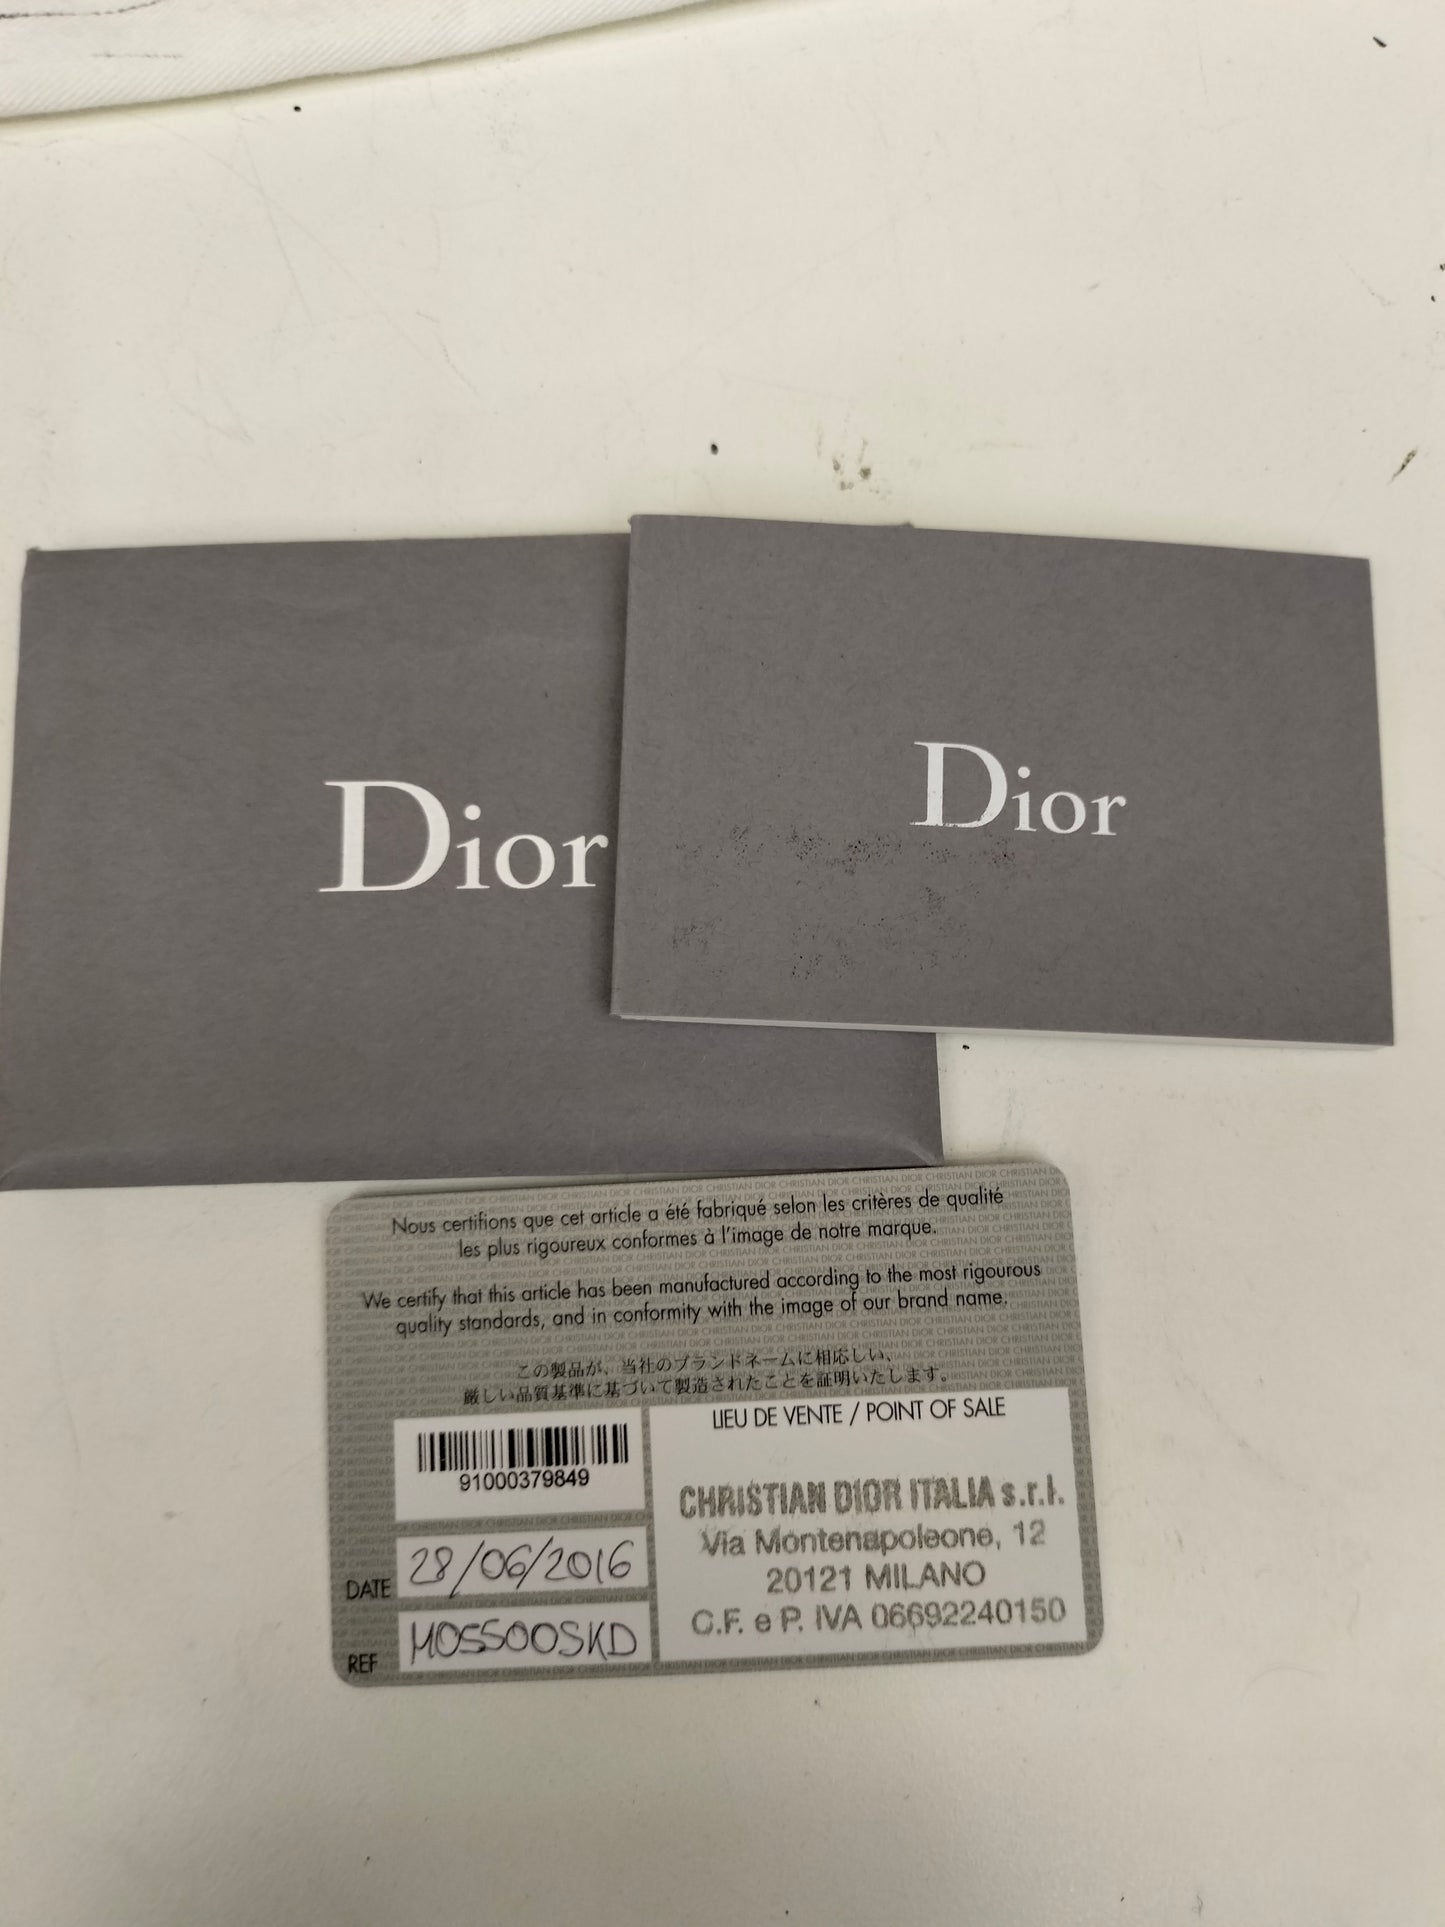 Dior
Dior
Nous certifions que cet article a été fabriqué selon les critères de qualité
les plus rigoureux conformes à l'image de notre marque.
We certify that this article has been manufactured according to the most rigourous
quality standards, and in conformity with the image of our brand name.
この製品が、当社のブランドネームに相応しい、
厳しい品質基準に基づいて製造されたことを証明いたします。
91000379849
DATE 28/06/2016
REF M05500SKD
LIEU DE VENTE / POINT OF SALE
CHRISTIAN DIOR ITALIA s.r.l.
Via Montenapoleone, 12
20121 MILANO
C.F. e P. IVA 06692240150